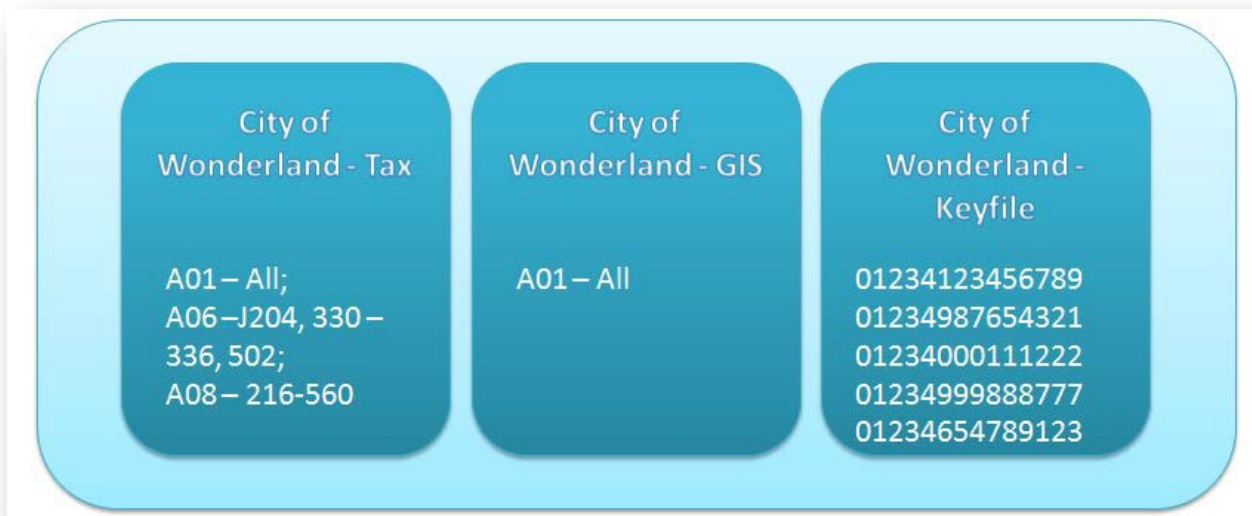 City of
Wonderland - Tax
A01 – All;
A06 –J204, 330 –
336, 502;
A08 – 216-560
City of
Wonderland - GIS
A01 – All
City of
Wonderland -
Keyfile
01234123456789
01234987654321
01234000111222
01234999888777
01234654789123